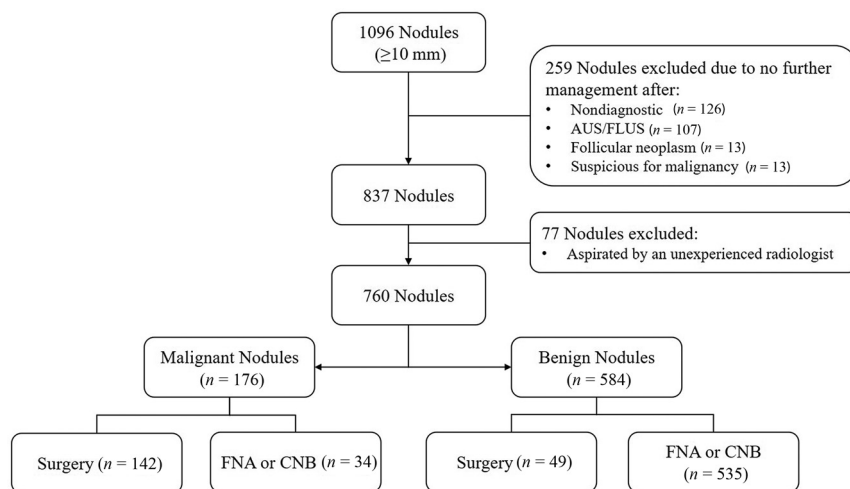 1096 Nodules
(≥10 mm)
259 Nodules excluded due to no further
management after:
• Nondiagnostic (n = 126)
• AUS/FLUS (n = 107)
• Follicular neoplasm (n = 13)
• Suspicious for malignancy (n = 13)
837 Nodules
77 Nodules excluded:
• Aspirated by an unexperienced radiologist
760 Nodules
Malignant Nodules
(n = 176)
Benign Nodules
(n = 584)
Surgery (n = 142)
FNA or CNB (n = 34)
Surgery (n = 49)
FNA or CNB
(n = 535)